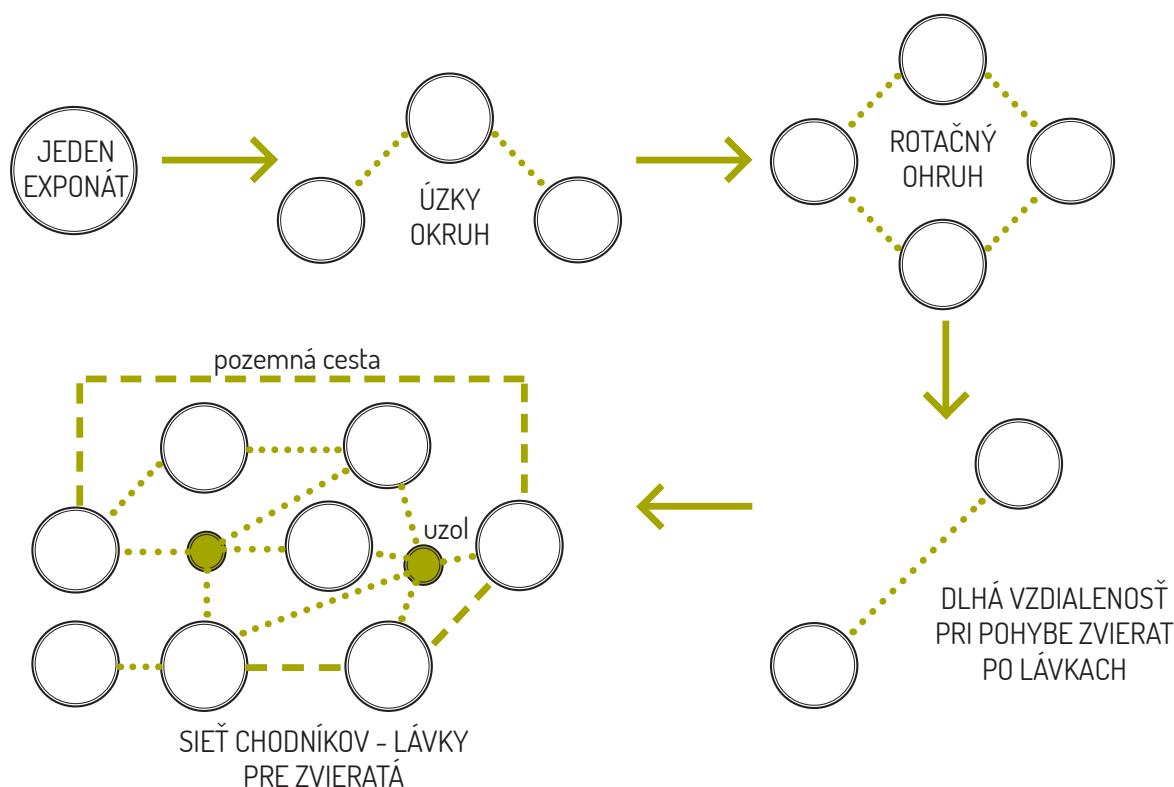 JEDEN
EXPONÁT
ÚZKY
OKRUH
ROTAČNÝ
OHRUH
pozemná cesta
uzol
DLHÁ VZDIALENOSŤ
PRI POHYBE ZVIERAT
PO LÁVKACH
SIEŤ CHODNÍKOV - LÁVKY
PRE ZVIERATÁ